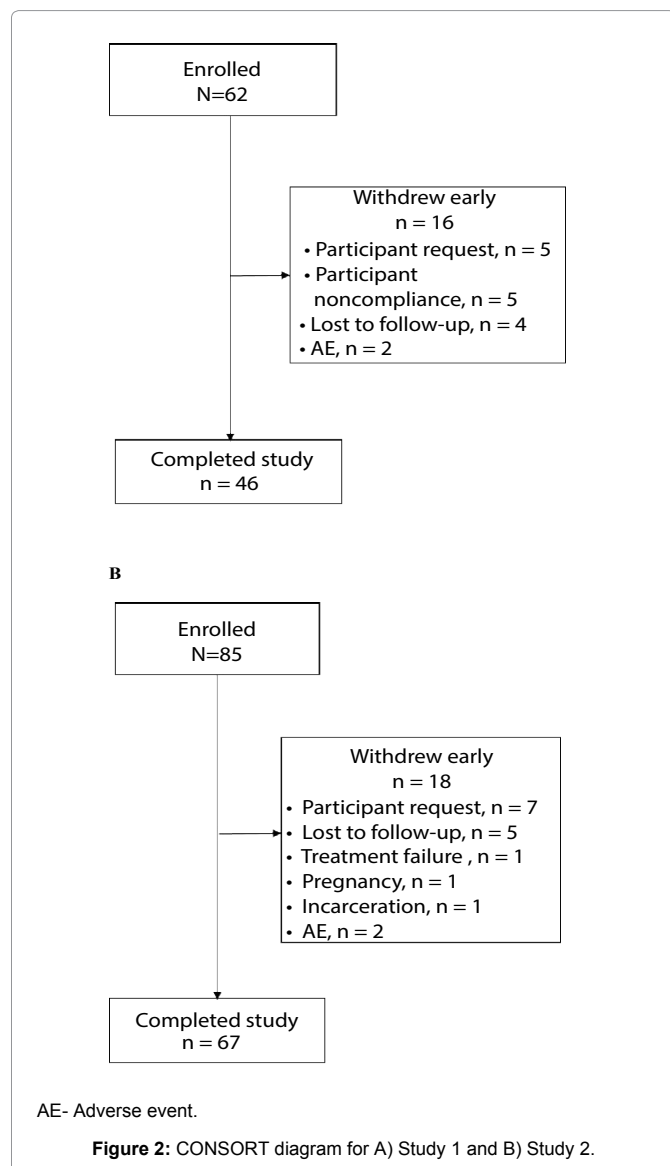 Enrolled
N=62
Withdrew early
n = 16
• Participant request, n = 5
• Participant
noncompliance, n = 5
• Lost to follow-up, n = 4
• AE, n = 2
Completed study
n = 46
B
Enrolled
N=85
Withdrew early
n = 18
• Participant request, n = 7
• Lost to follow-up, n = 5
• Treatment failure , n = 1
• Pregnancy, n = 1
• Incarceration, n = 1
• AE, n = 2
Completed study
n = 67
AE- Adverse event.
Figure 2: CONSORT diagram for A) Study 1 and B) Study 2.